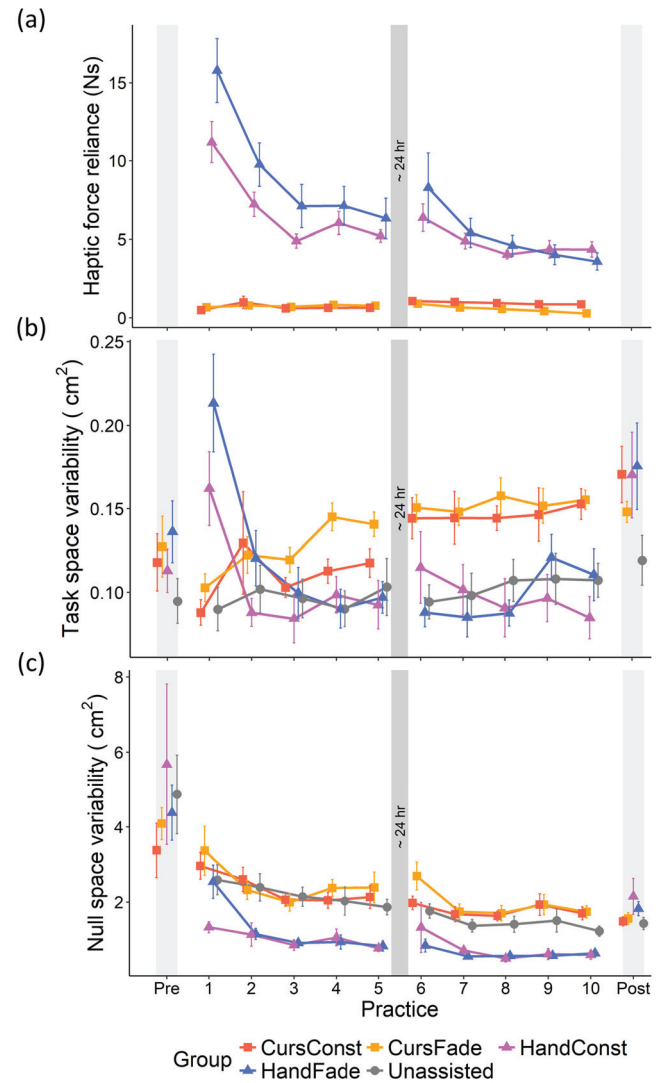 (a)
Haptic force reliance (Ns)
15
10
5
0
~ 24 hr
(b)
Task space variability ( cm²)
0.25
0.20
0.15
0.10
~ 24 hr
(c)
Null space variability ( cm²)
8
6
4
2
~ 24 hr
Pre 1 2 3 4 5 6 7 8 9 10 Post
Practice
Group CursConst CursFade HandConst
HandFade Unassisted